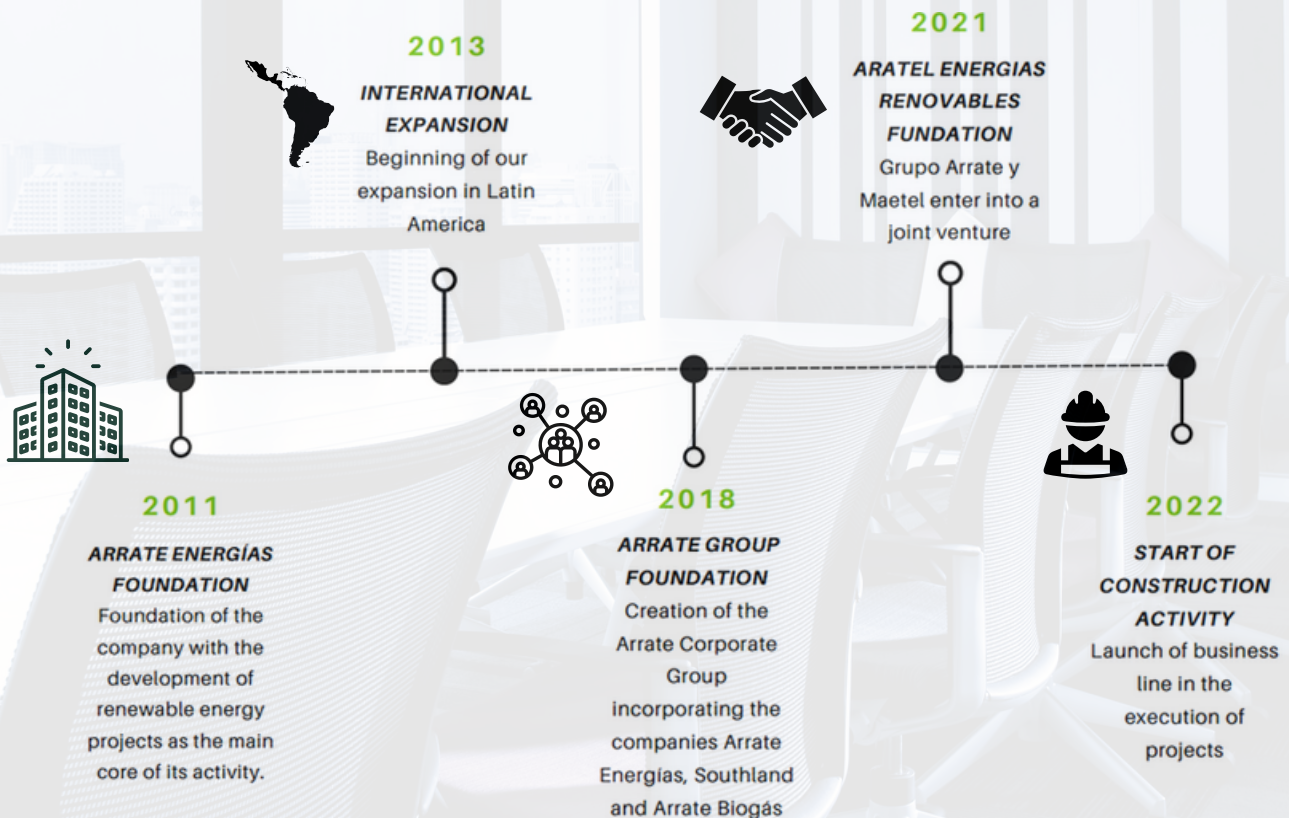 2013
INTERNATIONAL
EXPANSION
Beginning of our
expansion in Latin
America
2021
ARATEL ENERGIAS
RENOVABLES
FUNDATION
Grupo Arrate y
Maetel enter into a
joint venture
2011
ARRATE ENERGÍAS
FOUNDATION
Foundation of the
company with the
development of
renewable energy
projects as the main
core of its activity.
2018
ARRATE GROUP
FOUNDATION
Creation of the
Arrate Corporate
Group
incorporating the
companies Arrate
Energías, Southland
and Arrate Biogás
2022
START OF
CONSTRUCTION
ACTIVITY
Launch of business
line in the
execution of
projects